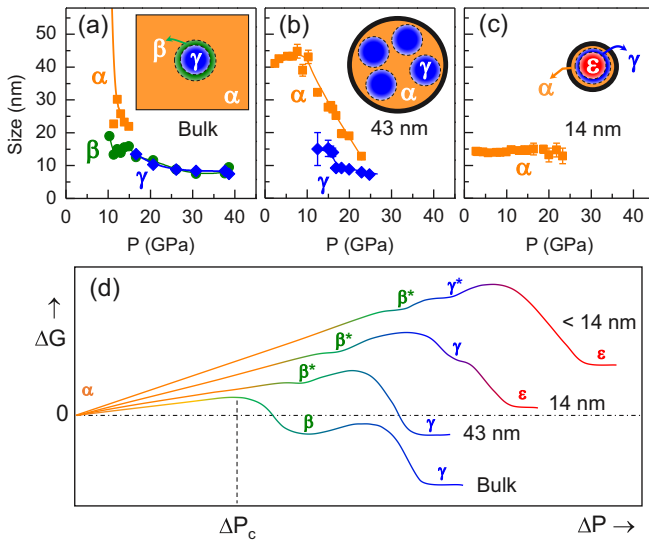 (a)
β
γ
α
α
Bulk
β
γ
Size (nm)
60
50
40
30
20
10
0
0 10 20 30 40
P (GPa)
(b)
γ
α
α
43 nm
γ
0 10 20 30 40
P (GPa)
(c)
ε
γ
α
14 nm
α
0 10 20 30 40
P (GPa)
(d)
↑
ΔG
0
α
β* γ*
< 14 nm
ε
β*
γ
ε
14 nm
β*
γ
43 nm
β
γ
Bulk
ΔPc
ΔP →